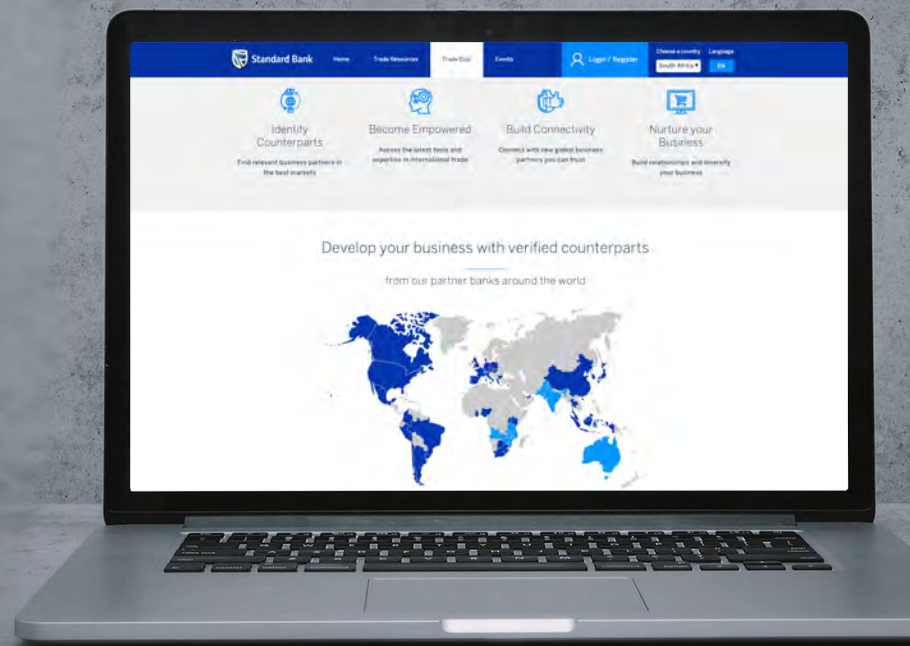 Standard Bank
Home
Trade Resources
Trade Club
Events
Login / Register
Choose a country
Language
South Africa
EN
Identify
Counterparts
Become Empowered
Build Connectivity
Nurture your
Business
Find relevant business partners in
the best markets
Access the latest tools and
expertise in international trade
Connect with new global business
partners you can trust
Build relationships and diversify
your business
Develop your business with verified counterparts
from our partner banks around the world